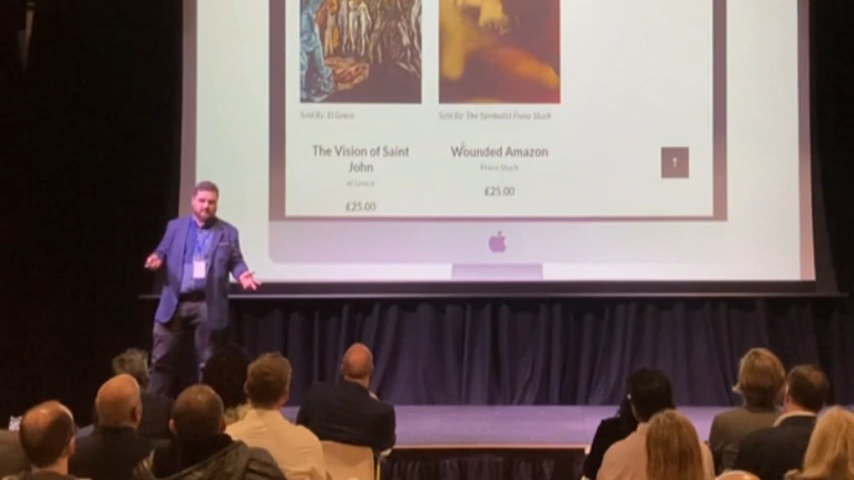 Sold By: El Greco
Sold By: The Symbolist Franz Stuck
The Vision of Saint
John
El Greco
£25.00
Wounded Amazon
Franz Stuck
£25.00